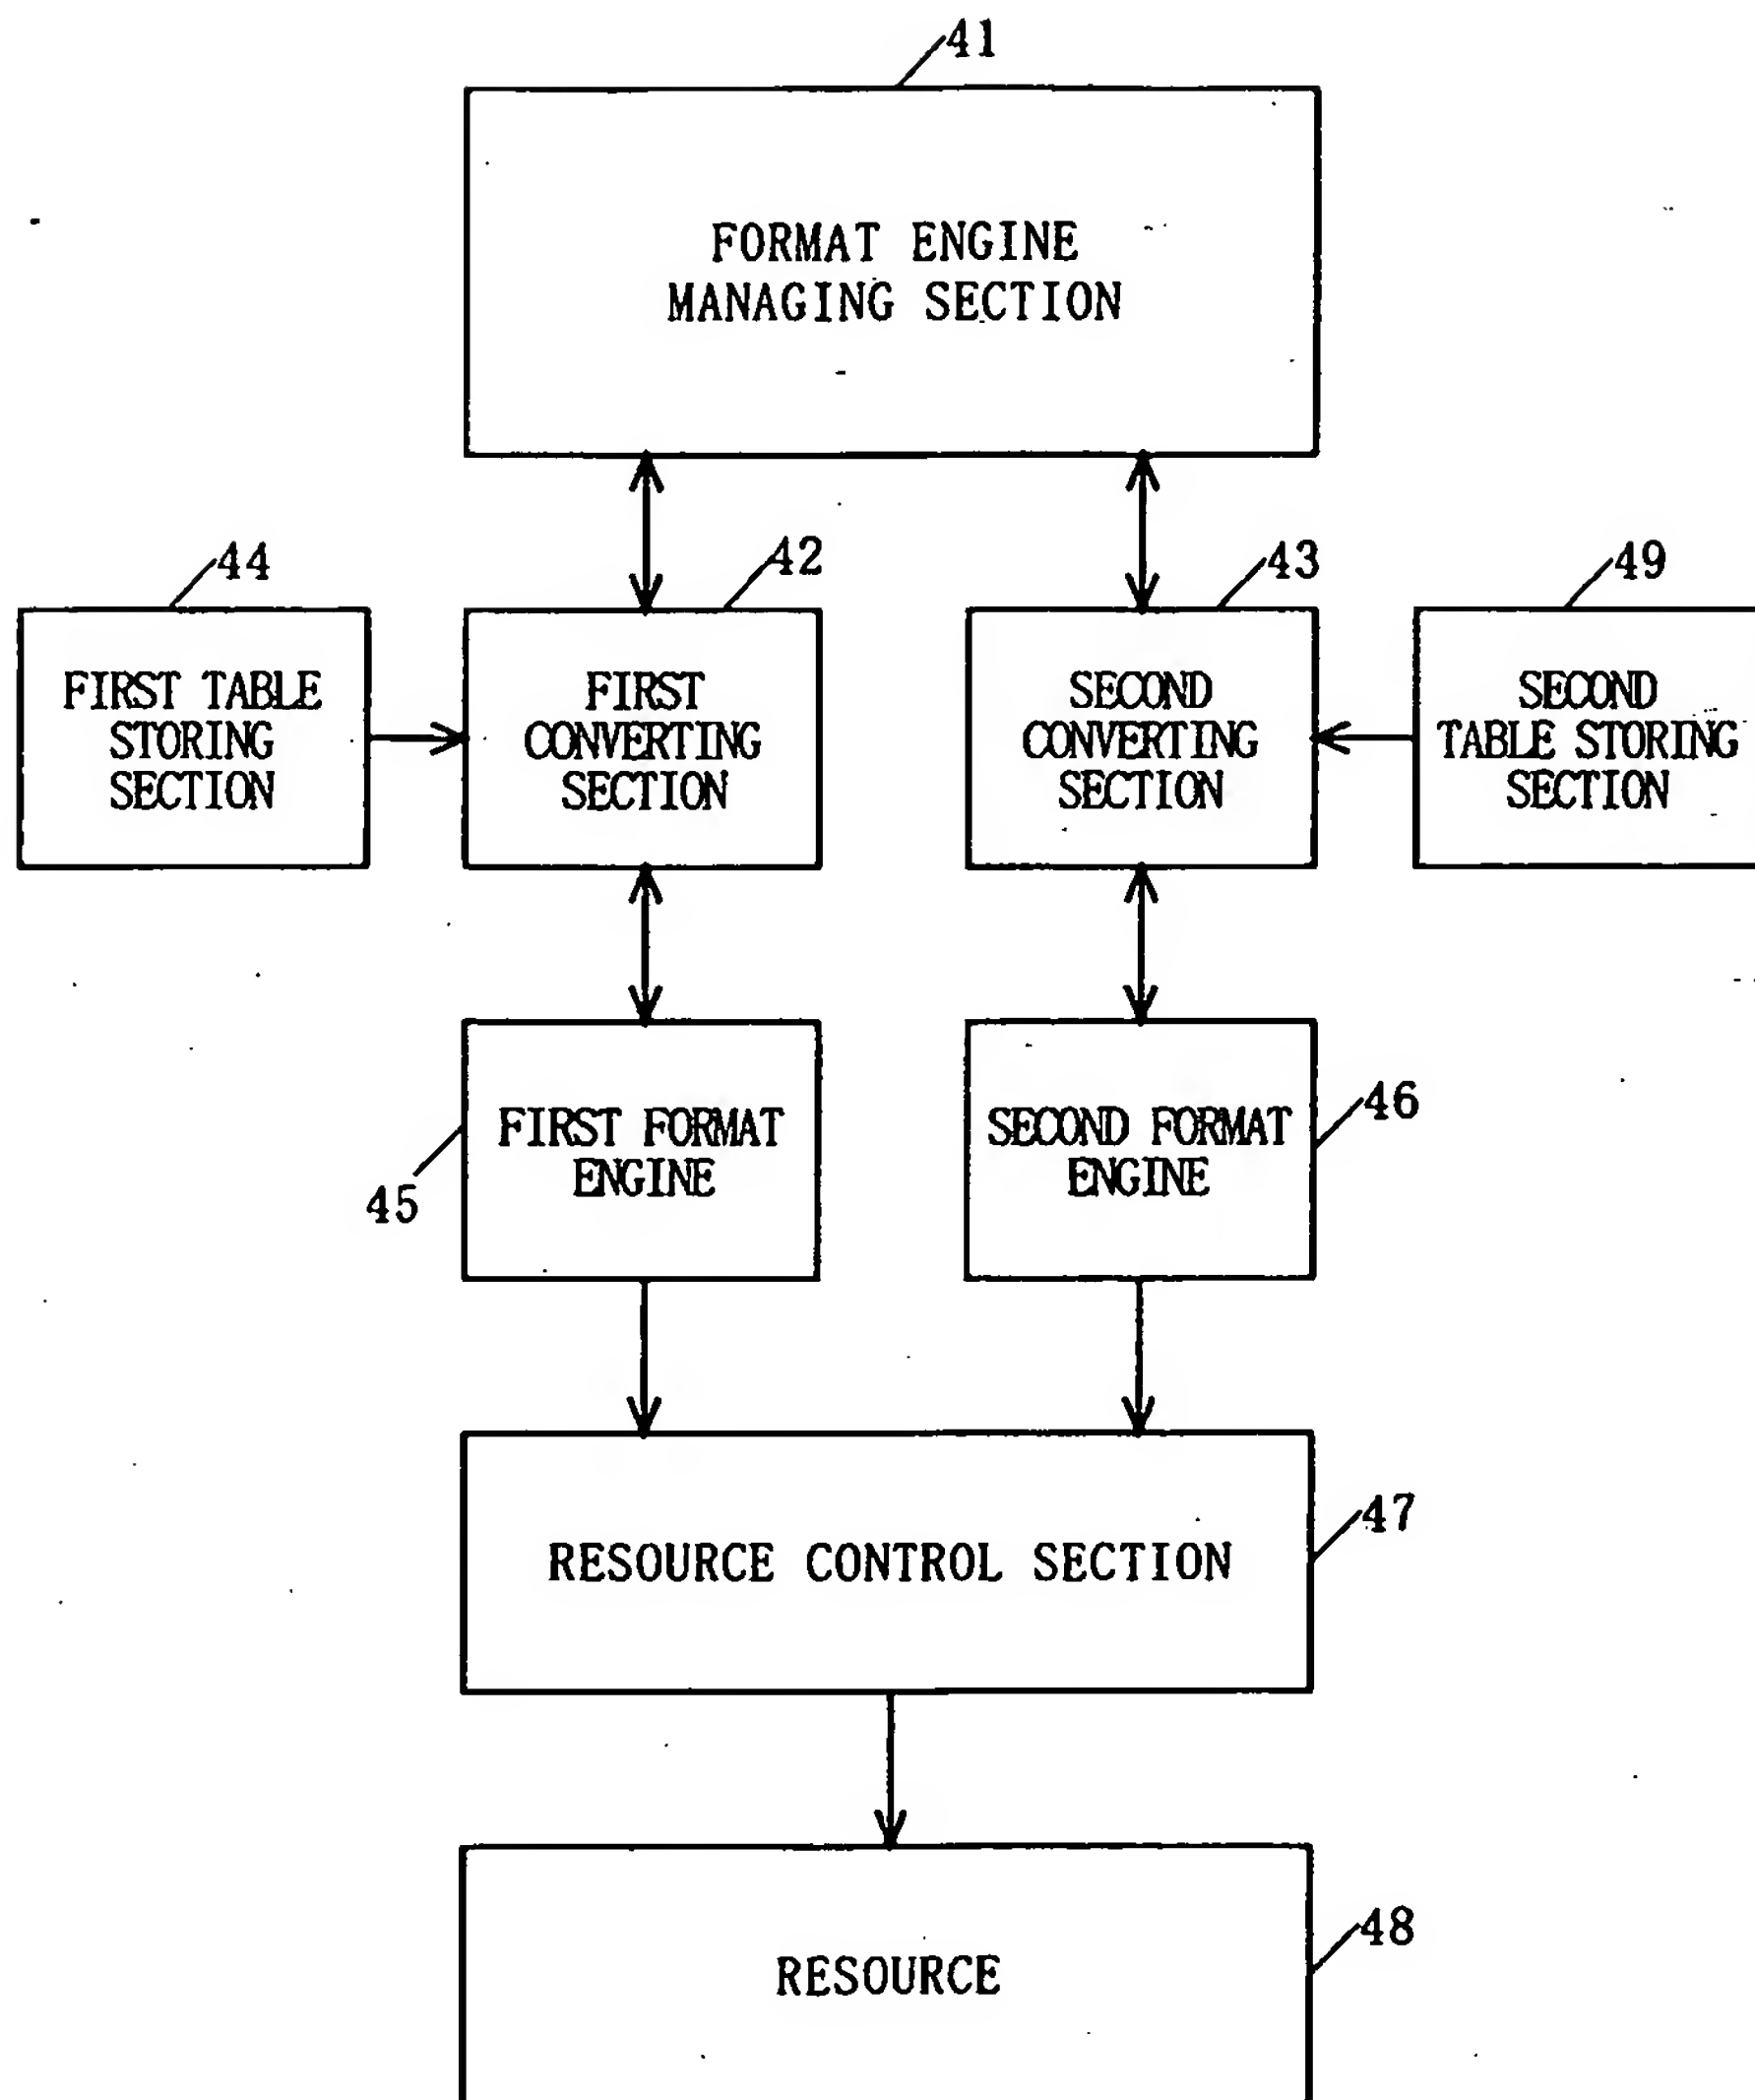 41
FORMAT ENGINE
MANAGING SECTION
44
42
43
49
FIRST TABLE
STORING
SECTION
FIRST
CONVERTING
SECTION
SECOND
CONVERTING
SECTION
SECOND
TABLE STORING
SECTION
FIRST FORMAT
ENGINE
45
SECOND FORMAT
ENGINE
46
RESOURCE CONTROL SECTION
47
RESOURCE
48